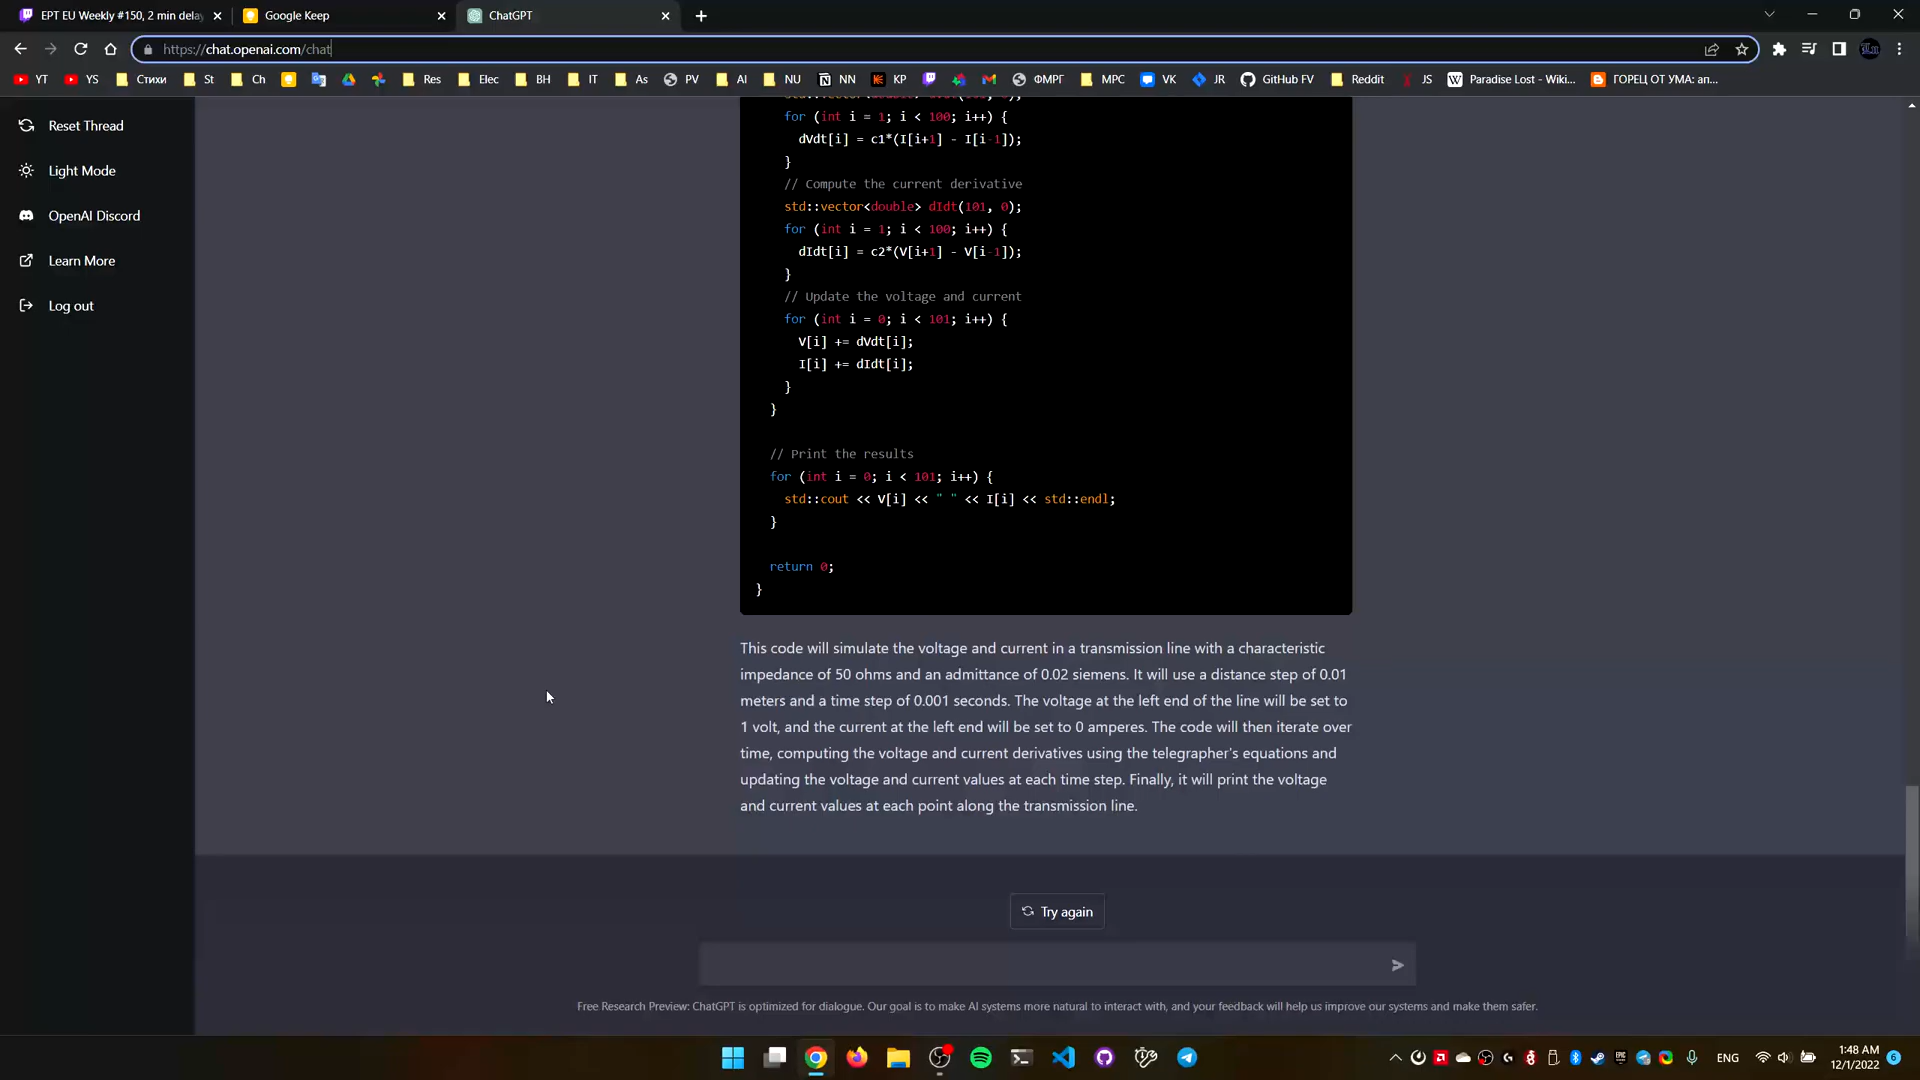 EPT EU Weekly #150, 2 min delay
Google Keep
ChatGPT
https://chat.openai.com/chat
YT
YS
Стихи
St
Ch
Res
Elec
BH
IT
As
PV
AI
NU
NN
KP
ФМРГ
MPC
VK
JR
GitHub FV
Reddit
JS
Paradise Lost - Wiki...
ГОРЕЦ ОТ УМА: ап...
Reset Thread
Light Mode
OpenAI Discord
Learn More
Log out
for (int i = 1; i < 100; i++) {
dVdt[i] = c1*(I[i+1] - I[i-1]);
}
// Compute the current derivative
std::vector<double> dIdt(101, 0);
for (int i = 1; i < 100; i++) {
dIdt[i] = c2*(V[i+1] - V[i-1]);
}
// Update the voltage and current
for (int i = 0; i < 101; i++) {
V[i] += dVdt[i];
I[i] += dIdt[i];
}
}
// Print the results
for (int i = 0; i < 101; i++) {
std::cout << V[i] << " " << I[i] << std::endl;
}
return 0;
}
This code will simulate the voltage and current in a transmission line with a characteristic
impedance of 50 ohms and an admittance of 0.02 siemens. It will use a distance step of 0.01
meters and a time step of 0.001 seconds. The voltage at the left end of the line will be set to
1 volt, and the current at the left end will be set to 0 amperes. The code will then iterate over
time, computing the voltage and current derivatives using the telegrapher's equations and
updating the voltage and current values at each time step. Finally, it will print the voltage
and current values at each point along the transmission line.
Try again
Free Research Preview: ChatGPT is optimized for dialogue. Our goal is to make AI systems more natural to interact with, and your feedback will help us improve our systems and make them safer.
ENG
1:48 AM
12/1/2022
6